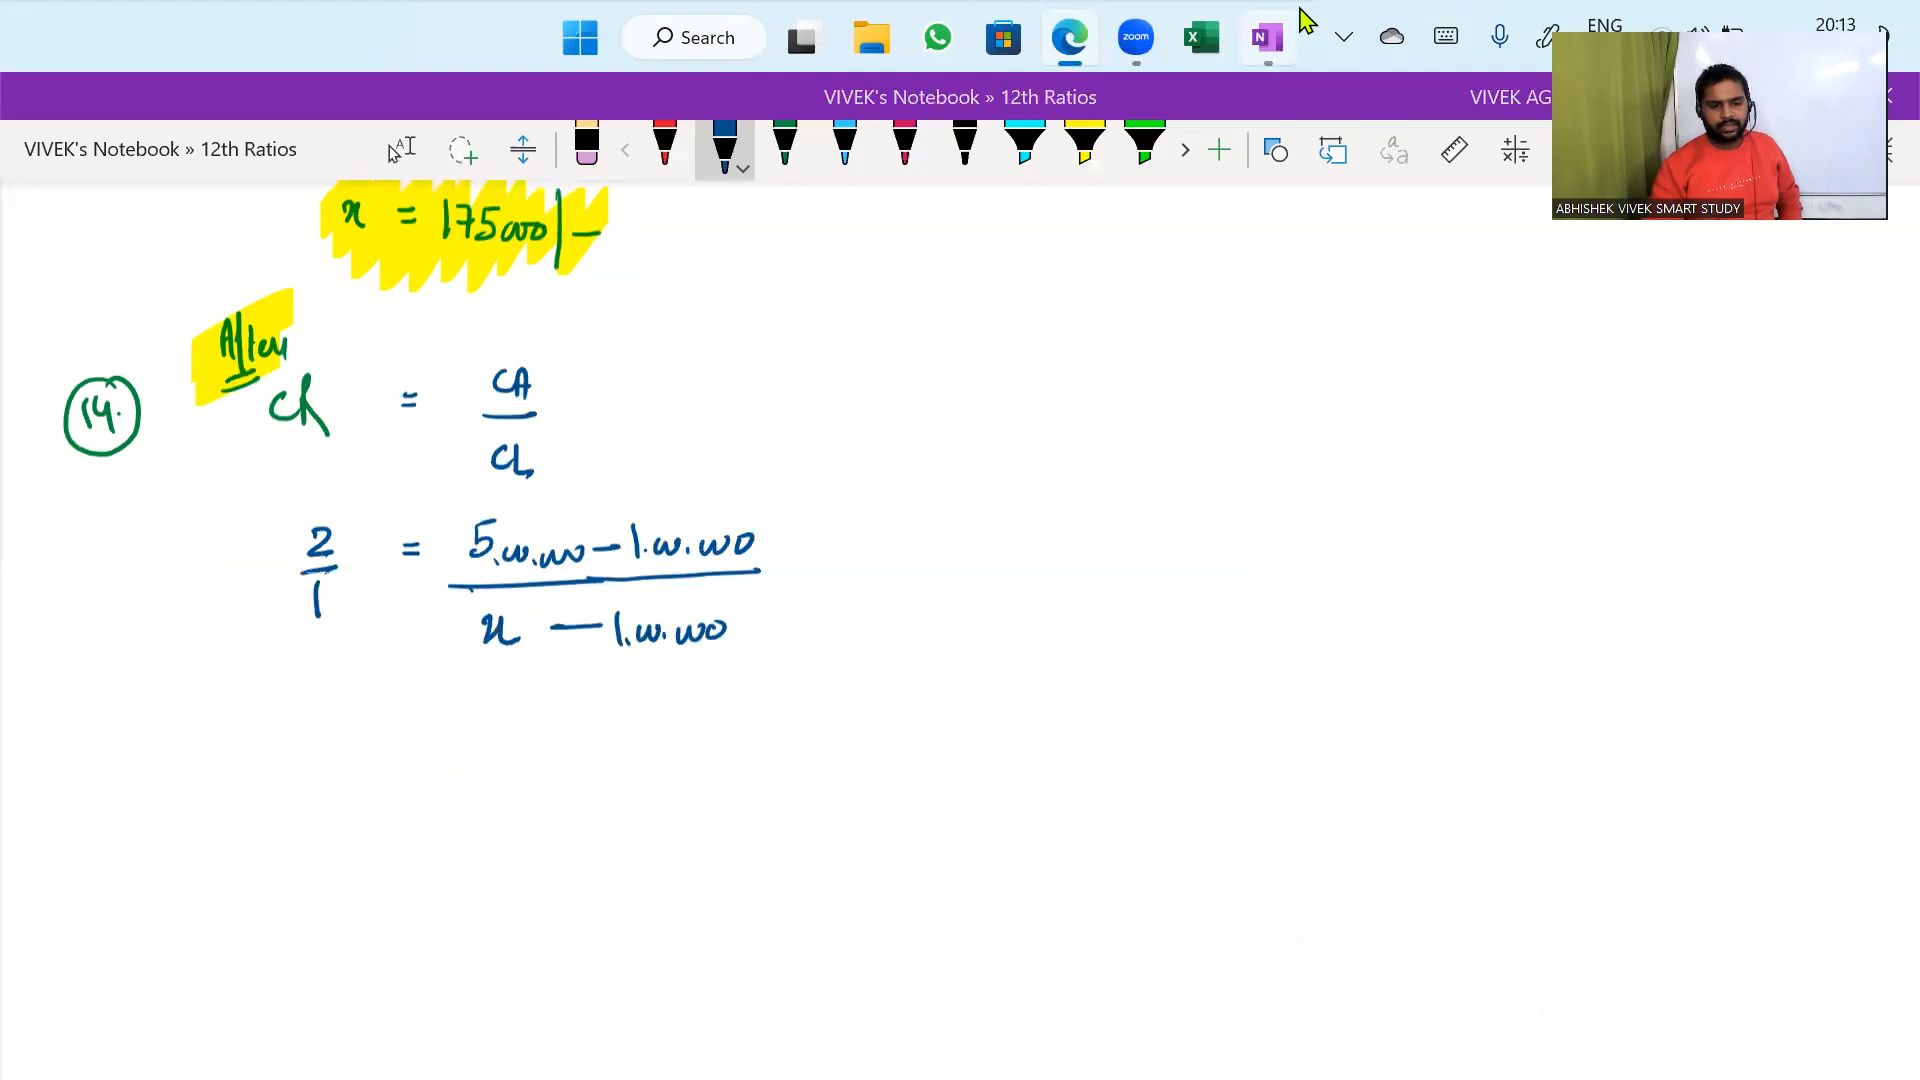 Search
ENG
20:13
VIVEK's Notebook » 12th Ratios
VIVEK AG
VIVEK's Notebook » 12th Ratios
ABHISHEK VIVEK SMART STUDY
x = 175000/-
After
14. CR = CA
CL
2/1 = 5.00.000 – 1.00.000
x – 1.00.000